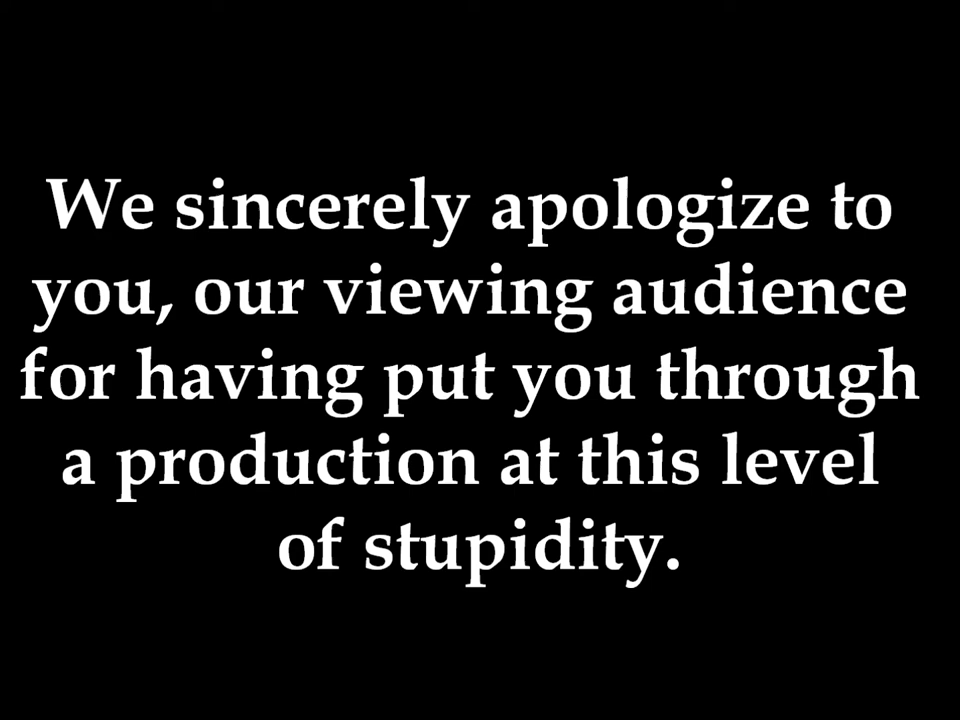 We sincerely apologize to
you, our viewing audience
for having put you through
a production at this level
of stupidity.